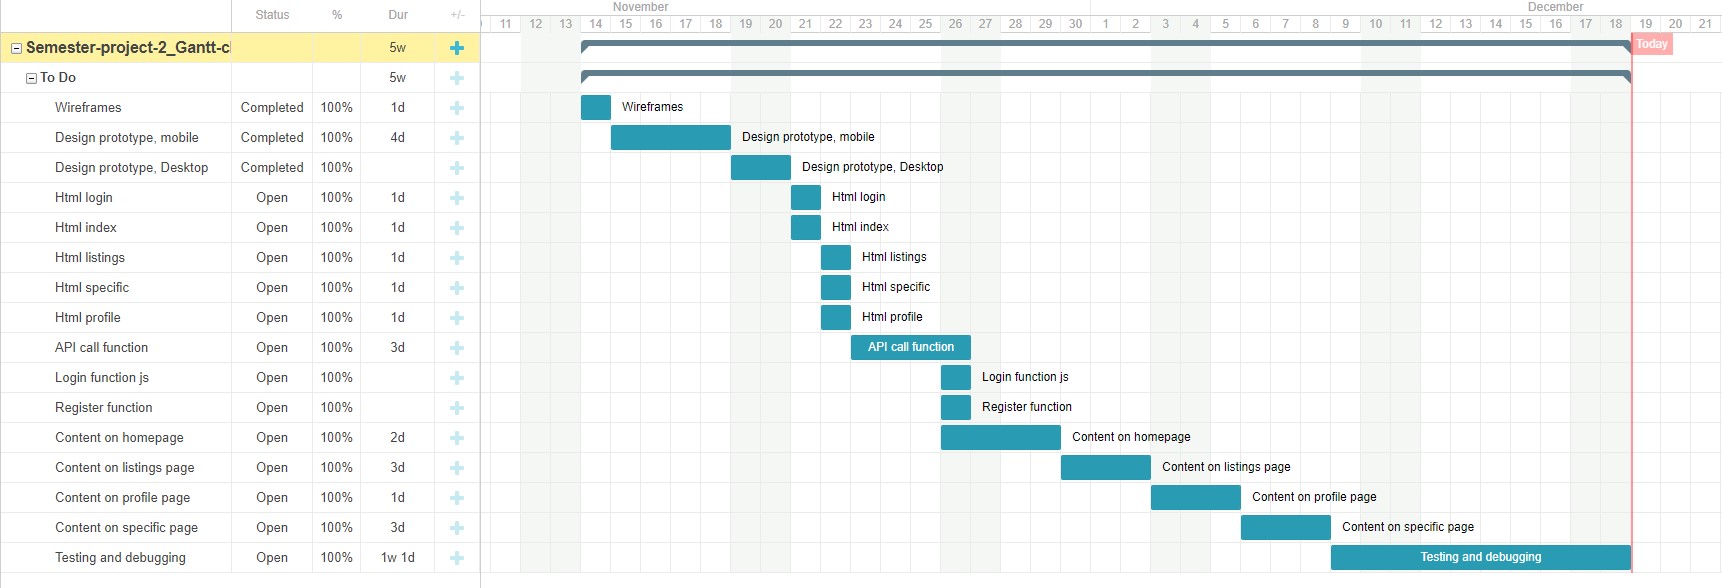 November December
Status % Dur +/-
11 12 13 14 15 16 17 18 19 20 21 22 23 24 25 26 27 28 29 30 1 2 3 4 5 6 7 8 9 10 11 12 13 14 15 16 17 18 19 20 21
Semester-project-2_Gantt-c 5w Today
To Do 5w
Wireframes Completed 100% 1d Wireframes
Design prototype, mobile Completed 100% 4d Design prototype, mobile
Design prototype, Desktop Completed 100% Design prototype, Desktop
Html login Open 100% 1d Html login
Html index Open 100% 1d Html index
Html listings Open 100% 1d Html listings
Html specific Open 100% 1d Html specific
Html profile Open 100% 1d Html profile
API call function Open 100% 3d API call function
Login function js Open 100% Login function js
Register function Open 100% Register function
Content on homepage Open 100% 2d Content on homepage
Content on listings page Open 100% 3d Content on listings page
Content on profile page Open 100% 1d Content on profile page
Content on specific page Open 100% 3d Content on specific page
Testing and debugging Open 100% 1w 1d Testing and debugging